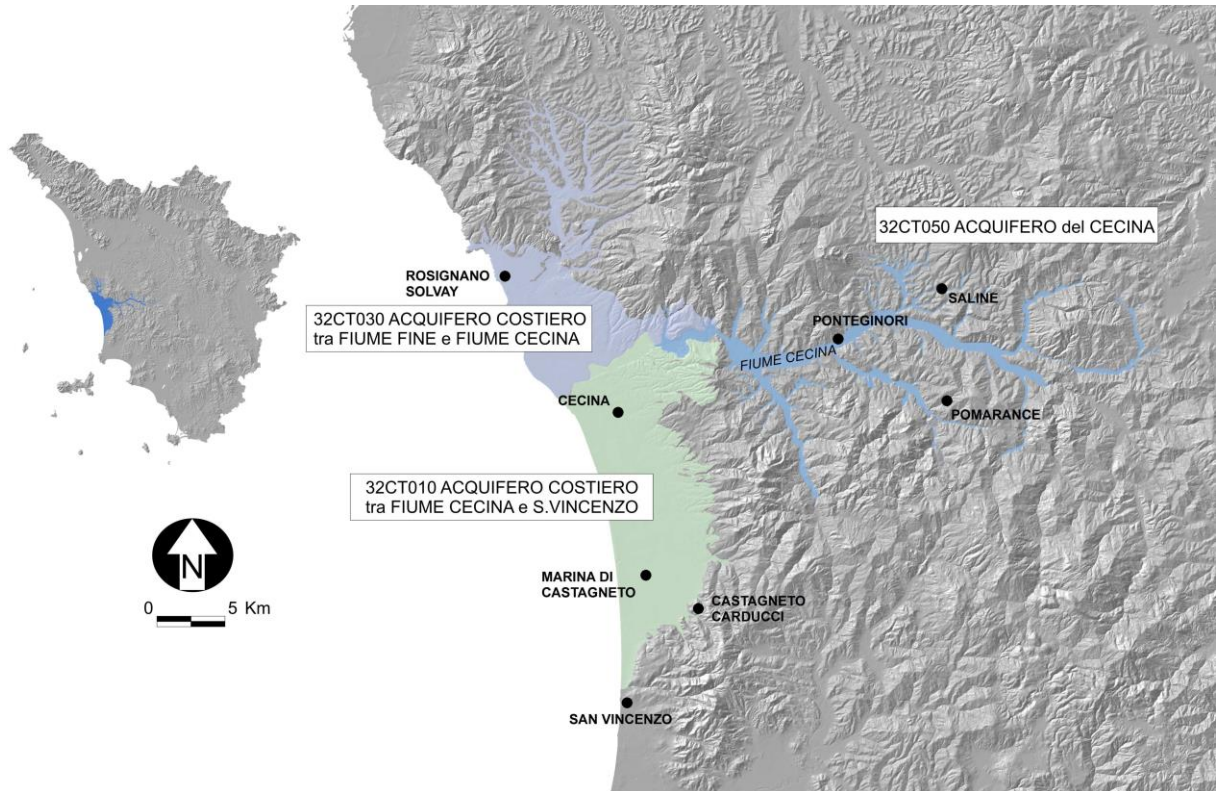 32CT050 ACQUIFERO del CECINA
ROSIGNANO
SOLVAY
SALINE
32CT030 ACQUIFERO COSTIERO
tra FIUME FINE e FIUME CECINA
PONTEGINORI
FIUME CECINA
CECINA
POMARANCE
32CT010 ACQUIFERO COSTIERO
tra FIUME CECINA e S.VINCENZO
N
MARINA DI
CASTAGNETO
CASTAGNETO
CARDUCCI
0 5 Km
SAN VINCENZO